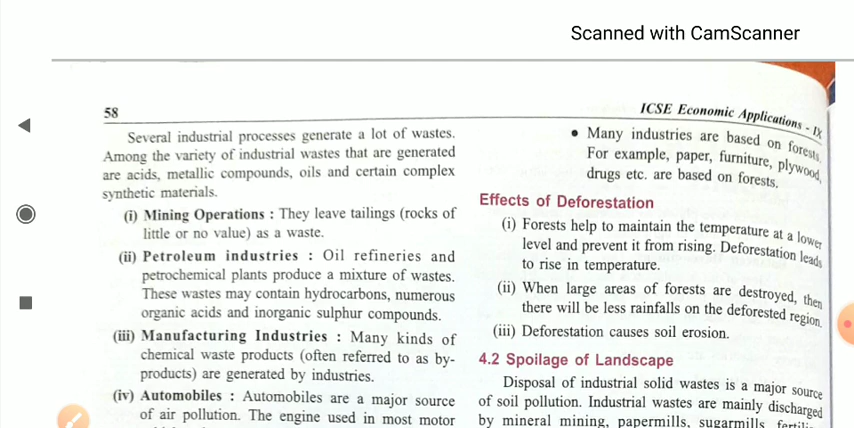 Scanned with CamScanner
58
ICSE Economic Applications - IX
Several industrial processes generate a lot of wastes.
Among the variety of industrial wastes that are generated
are acids, metallic compounds, oils and certain complex
synthetic materials.
(i) Mining Operations : They leave tailings (rocks of
little or no value) as a waste.
(ii) Petroleum industries : Oil refineries and
petrochemical plants produce a mixture of wastes.
These wastes may contain hydrocarbons, numerous
organic acids and inorganic sulphur compounds.
(iii) Manufacturing Industries : Many kinds of
chemical waste products (often referred to as by-
products) are generated by industries.
(iv) Automobiles : Automobiles are a major source
of air pollution. The engine used in most motor
• Many industries are based on forests.
For example, paper, furniture, plywood,
drugs etc. are based on forests.
Effects of Deforestation
(i) Forests help to maintain the temperature at a lower
level and prevent it from rising. Deforestation leads
to rise in temperature.
(ii) When large areas of forests are destroyed, then
there will be less rainfalls on the deforested region.
(iii) Deforestation causes soil erosion.
4.2 Spoilage of Landscape
Disposal of industrial solid wastes is a major source
of soil pollution. Industrial wastes are mainly discharged
by mineral mining, papermills, sugarmills,